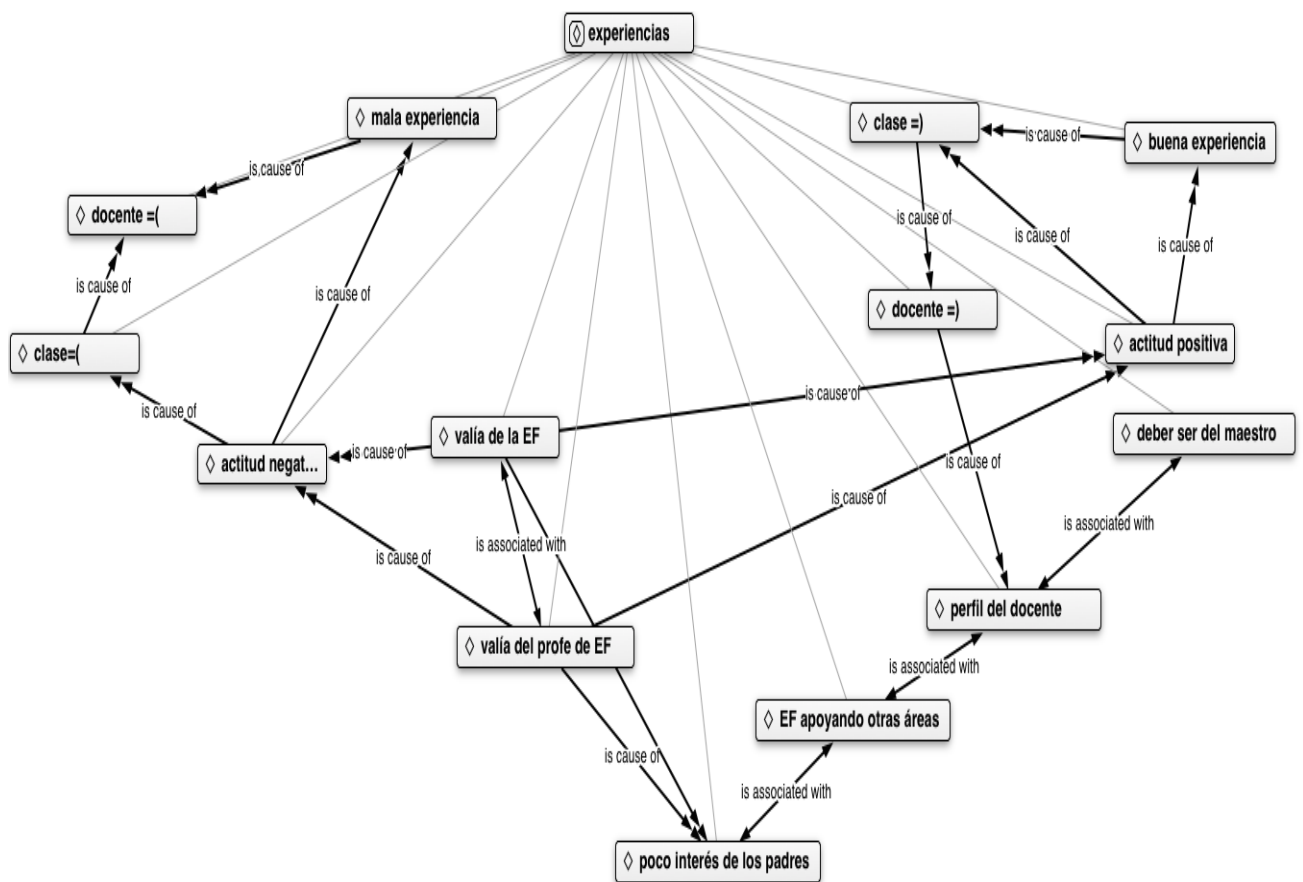 experiencias
mala experiencia
clase =)
is cause of
buena experiencia
is cause of
docente =(
is cause of
is cause of
is cause of
is cause of
is cause of
docente =)
clase=(
actitud positiva
is cause of
is cause of
valía de la EF
deber ser del maestro
is cause of
actitud negat...
is cause of
is cause of
is associated with
is associated with
is cause of
perfil del docente
valía del profe de EF
is associated with
EF apoyando otras áreas
is cause of
is associated with
poco interés de los padres